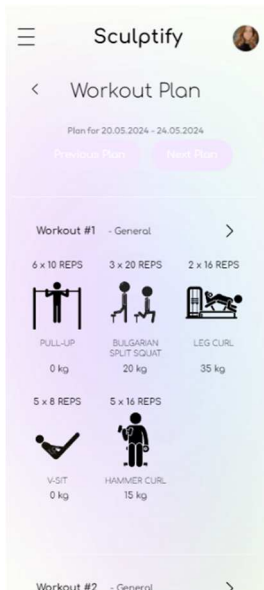 Sculptify
Workout Plan
Plan for 20.05.2024 - 24.05.2024
Previous Plan Next Plan
Workout #1 - General
6 x 10 REPS 3 x 20 REPS 2 x 16 REPS
PULL-UP BULGARIAN SPLIT SQUAT LEG CURL
0 kg 20 kg 35 kg
5 x 8 REPS 5 x 16 REPS
V-SIT HAMMER CURL
0 kg 15 kg
Workout #2 - General